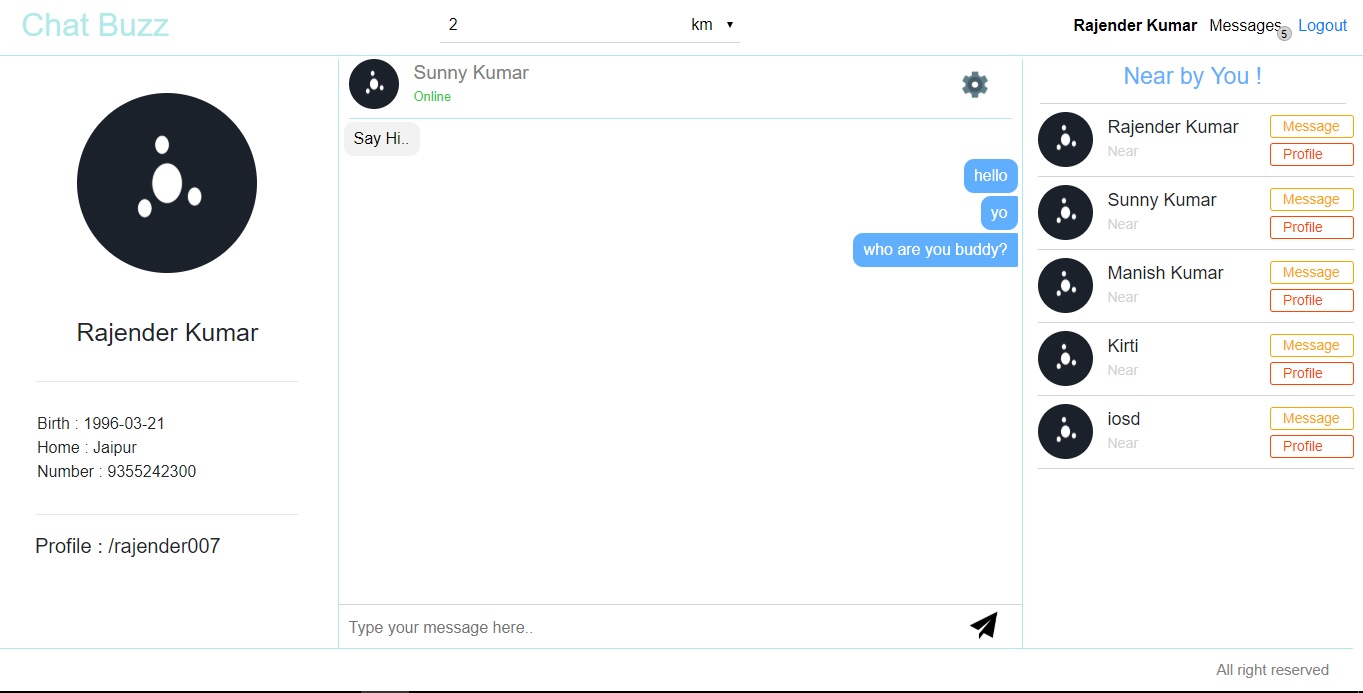 Chat Buzz
2 km
Rajender Kumar Messages 5 Logout
Rajender Kumar
Birth : 1996-03-21
Home : Jaipur
Number : 9355242300
Profile : /rajender007
Sunny Kumar
Online
Say Hi..
hello
yo
who are you buddy?
Type your message here..
Near by You !
Rajender Kumar Message
Near Profile
Sunny Kumar Message
Near Profile
Manish Kumar Message
Near Profile
Kirti Message
Near Profile
iosd Message
Near Profile
All right reserved